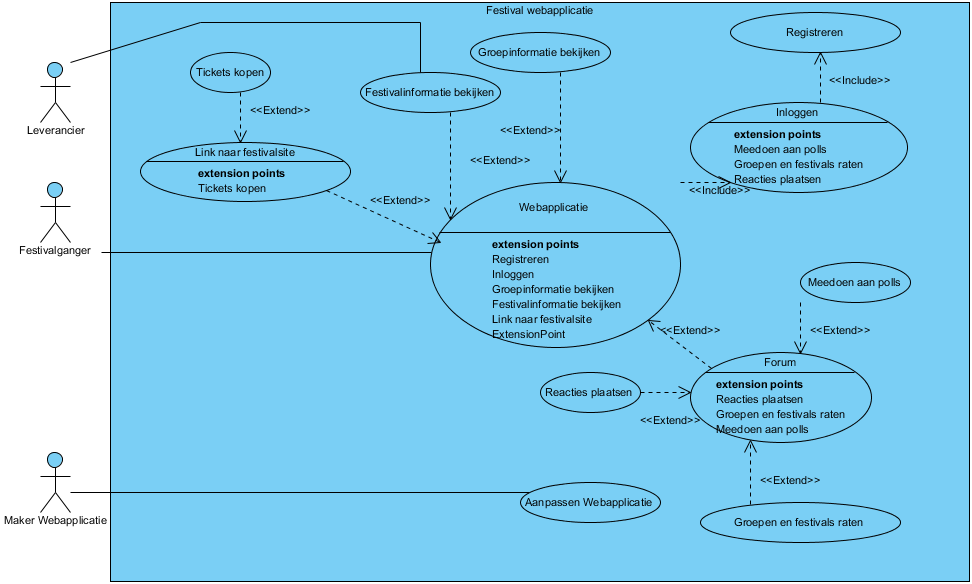 Festival webapplicatie
Leverancier
Festivalganger
Maker Webapplicatie
Tickets kopen
<<Extend>>
Link naar festivalsite
extension points
Tickets kopen
<<Extend>>
Festivalinformatie bekijken
<<Extend>>
Groepinformatie bekijken
<<Extend>>
Registreren
<<Include>>
Inloggen
extension points
Meedoen aan polls
Groepen en festivals raten
Reacties plaatsen
<<Include>>
Webapplicatie
extension points
Registreren
Inloggen
Groepinformatie bekijken
Festivalinformatie bekijken
Link naar festivalsite
ExtensionPoint
<<Extend>>
Meedoen aan polls
<<Extend>>
Forum
extension points
Reacties plaatsen
Groepen en festivals raten
Meedoen aan polls
Reacties plaatsen
<<Extend>>
<<Extend>>
Groepen en festivals raten
Aanpassen Webapplicatie